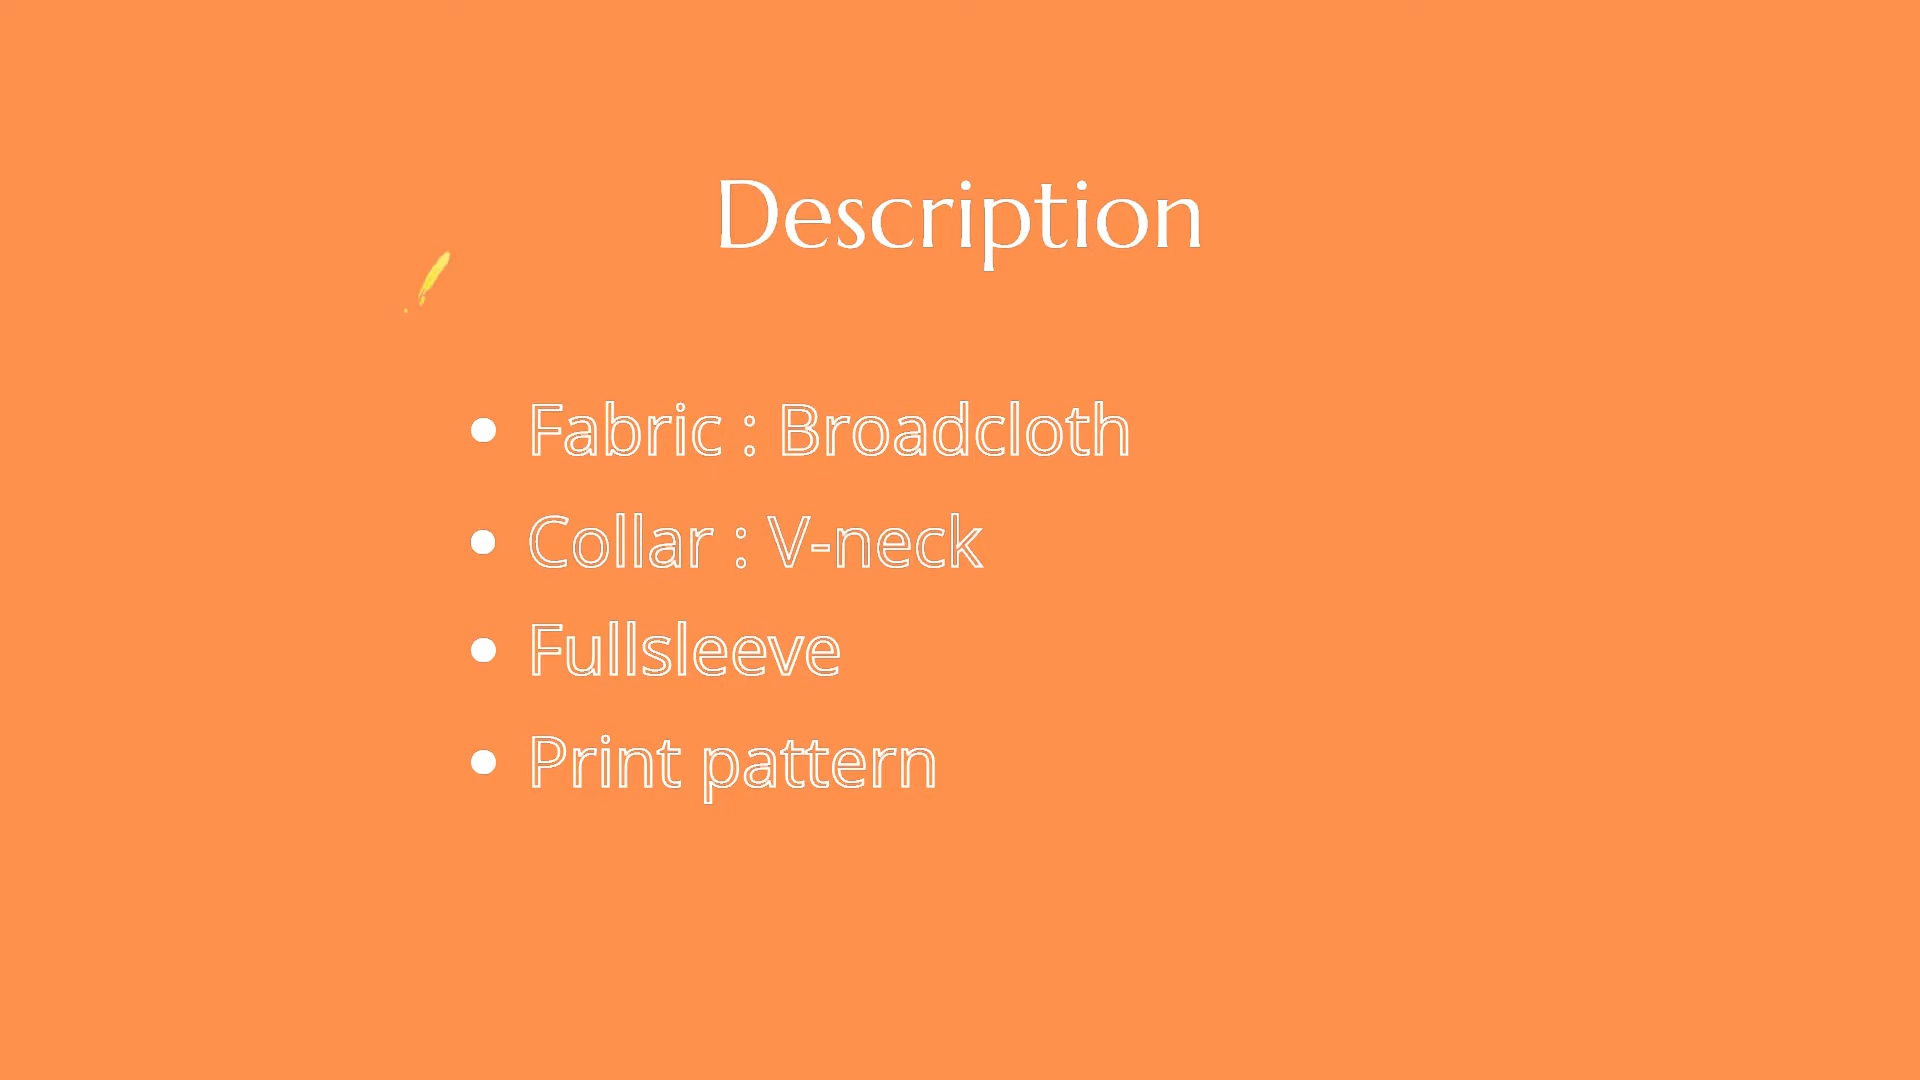 Description
• Fabric : Broadcloth
• Collar : V-neck
• Fullsleeve
• Print pattern